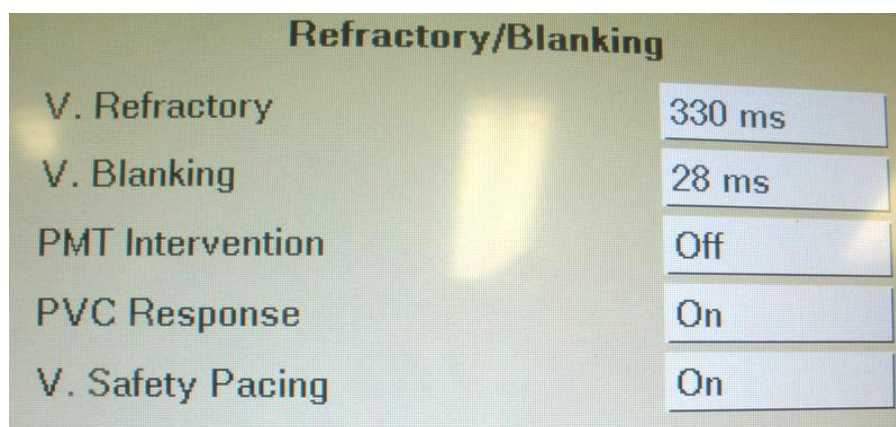 Refractory/Blanking
V. Refractory 330 ms
V. Blanking 28 ms
PMT Intervention Off
PVC Response On
V. Safety Pacing On